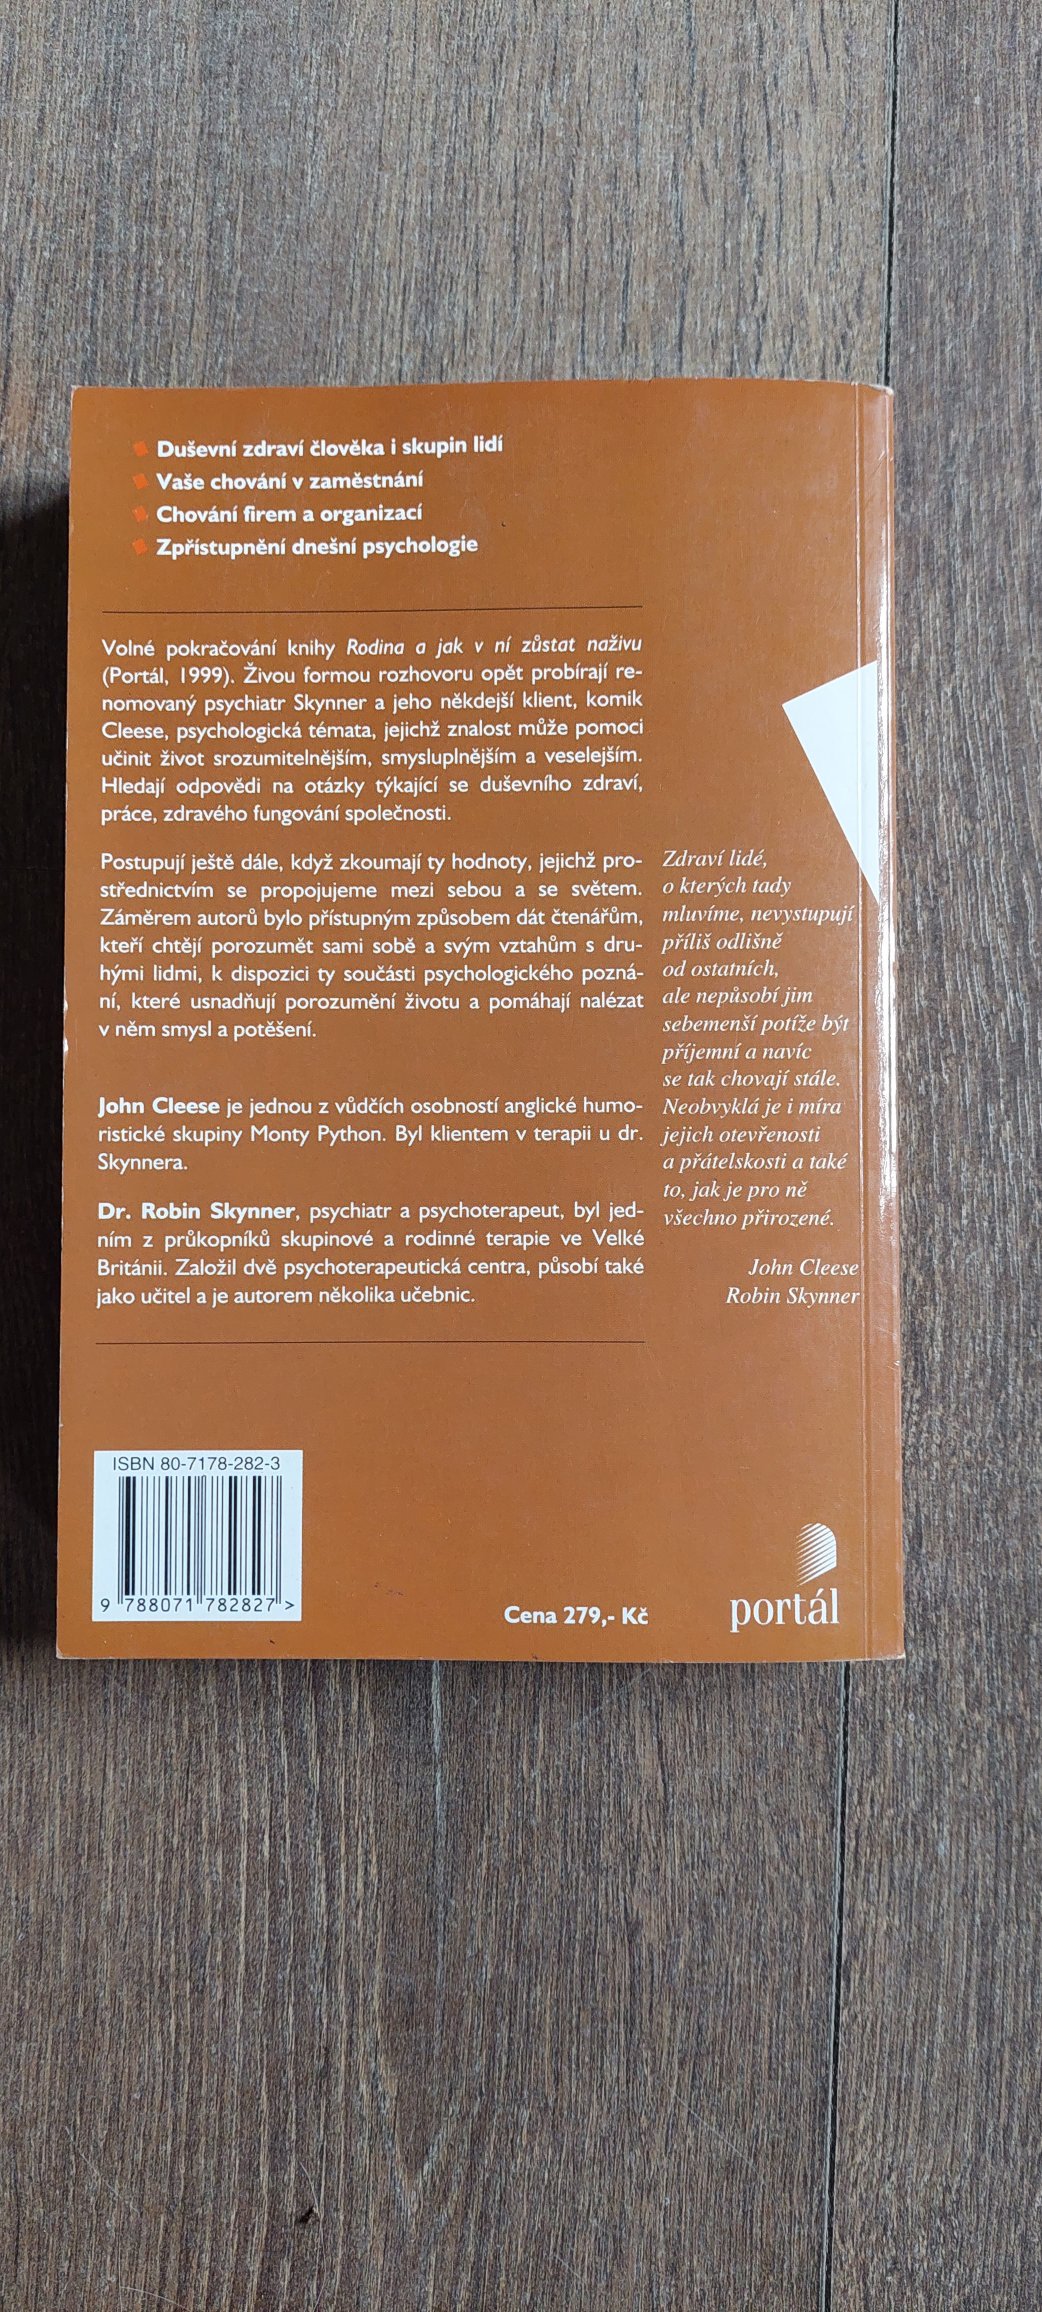 Duševní zdraví člověka i skupin lidí
Vaše chování v zaměstnání
Chování firem a organizací
Zpřístupnění dnešní psychologie
Volné pokračování knihy Rodina a jak v ní zůstat naživu
(Portál, 1999). Živou formou rozhovoru opět probírají re-
nomovaný psychiatr Skynner a jeho někdejší klient, komik
Cleese, psychologická témata, jejichž znalost může pomoci
učinit život srozumitelnějším, smysluplnějším a veselejším.
Hledají odpovědi na otázky týkající se duševního zdraví,
práce, zdravého fungování společnosti.
Postupují ještě dále, když zkoumají ty hodnoty, jejichž pro-
střednictvím se propojujeme mezi sebou a se světem.
Záměrem autorů bylo přístupným způsobem dát čtenářům,
kteří chtějí porozumět sami sobě a svým vztahům s dru-
hými lidmi, k dispozici ty součásti psychologického pozná-
ní, které usnadňují porozumění životu a pomáhají nalézat
v něm smysl a potěšení.
John Cleese je jednou z vůdčích osobností anglické humo-
ristické skupiny Monty Python. Byl klientem v terapii u dr.
Skynnera.
Dr. Robin Skynner, psychiatr a psychoterapeut, byl jed-
ním z průkopníků skupinové a rodinné terapie ve Velké
Británii. Založil dvě psychoterapeutická centra, působí také
jako učitel a je autorem několika učebnic.
Zdraví lidé,
o kterých tady
mluvíme, nevystupují
příliš odlišně
od ostatních,
ale nepůsobí jim
sebemenší potíže být
příjemní a navíc
se tak chovají stále.
Neobvyklá je i míra
jejich otevřenosti
a přátelskosti a také
to, jak je pro ně
všechno přirozené.
John Cleese
Robin Skynner
ISBN 80-7178-282-3
9 788071 782827 >
Cena 279,- Kč
portál